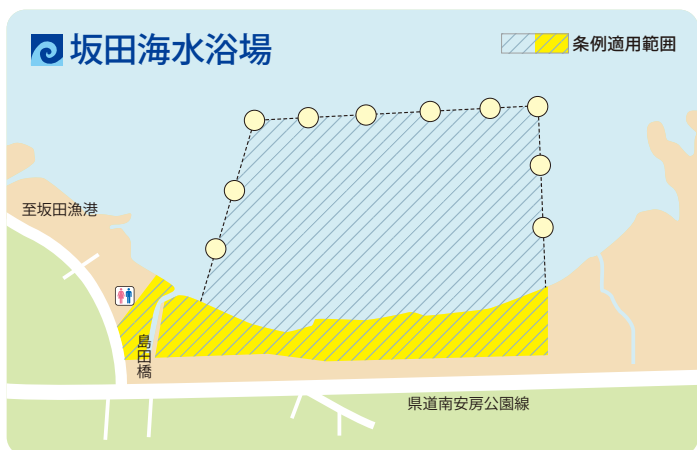 坂田海水浴場
条例適用範囲
至坂田漁港
島田橋
県道南安房公園線